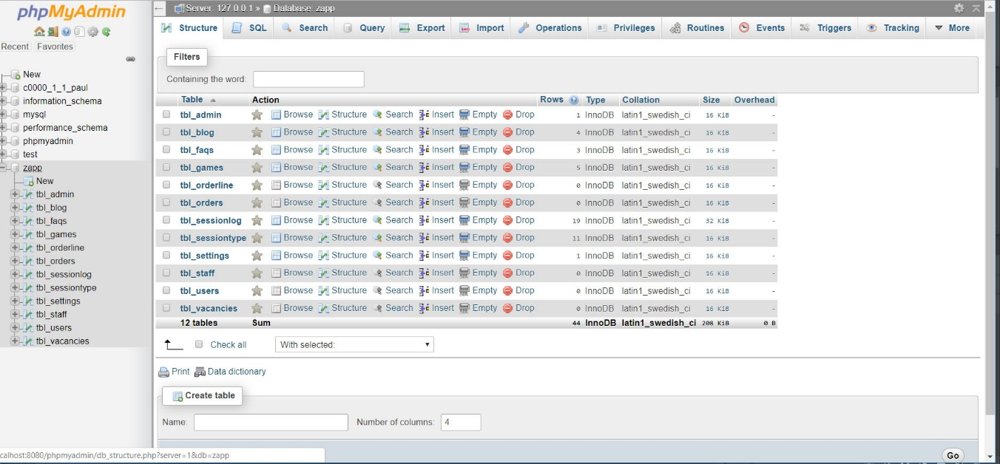 phpMyAdmin
Recent Favorites
New
c0000_1_1_paul
information_schema
mysql
performance_schema
phpmyadmin
test
zapp
New
tbl_admin
tbl_blog
tbl_faqs
tbl_games
tbl_orderline
tbl_orders
tbl_sessionlog
tbl_sessiontype
tbl_settings
tbl_staff
tbl_users
tbl_vacancies
Server: 127.0.0.1 » Database: zapp
Structure SQL Search Query Export Import Operations Privileges Routines Events Triggers Tracking More
Filters
Containing the word:
Table Action Rows Type Collation Size Overhead
tbl_admin Browse Structure Search Insert Empty Drop 1 InnoDB latin1_swedish_ci 16 KiB -
tbl_blog Browse Structure Search Insert Empty Drop 4 InnoDB latin1_swedish_ci 16 KiB -
tbl_faqs Browse Structure Search Insert Empty Drop 3 InnoDB latin1_swedish_ci 16 KiB -
tbl_games Browse Structure Search Insert Empty Drop 5 InnoDB latin1_swedish_ci 16 KiB -
tbl_orderline Browse Structure Search Insert Empty Drop 0 InnoDB latin1_swedish_ci 16 KiB -
tbl_orders Browse Structure Search Insert Empty Drop 0 InnoDB latin1_swedish_ci 16 KiB -
tbl_sessionlog Browse Structure Search Insert Empty Drop 19 InnoDB latin1_swedish_ci 32 KiB -
tbl_sessiontype Browse Structure Search Insert Empty Drop 11 InnoDB latin1_swedish_ci 16 KiB -
tbl_settings Browse Structure Search Insert Empty Drop 1 InnoDB latin1_swedish_ci 16 KiB -
tbl_staff Browse Structure Search Insert Empty Drop 0 InnoDB latin1_swedish_ci 16 KiB -
tbl_users Browse Structure Search Insert Empty Drop 0 InnoDB latin1_swedish_ci 16 KiB -
tbl_vacancies Browse Structure Search Insert Empty Drop 0 InnoDB latin1_swedish_ci 16 KiB -
12 tables Sum 44 InnoDB latin1_swedish_ci 208 KiB 0 B
Check all With selected:
Print Data dictionary
Create table
Name: Number of columns: 4
Go
calhost:8080/phpmyadmin/db_structure.php?server=1&db=zapp